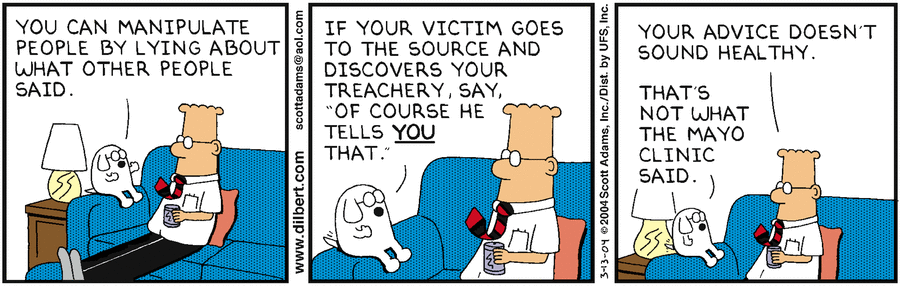 YOU CAN MANIPULATE
PEOPLE BY LYING ABOUT
WHAT OTHER PEOPLE
SAID.
scottadams@aol.com
www.dilbert.com
IF YOUR VICTIM GOES
TO THE SOURCE AND
DISCOVERS YOUR
TREACHERY, SAY,
"OF COURSE HE
TELLS YOU
THAT."
3-13-04 ©2004 Scott Adams, Inc./Dist. by UFS, Inc.
YOUR ADVICE DOESN'T
SOUND HEALTHY.
THAT'S
NOT WHAT
THE MAYO
CLINIC
SAID.